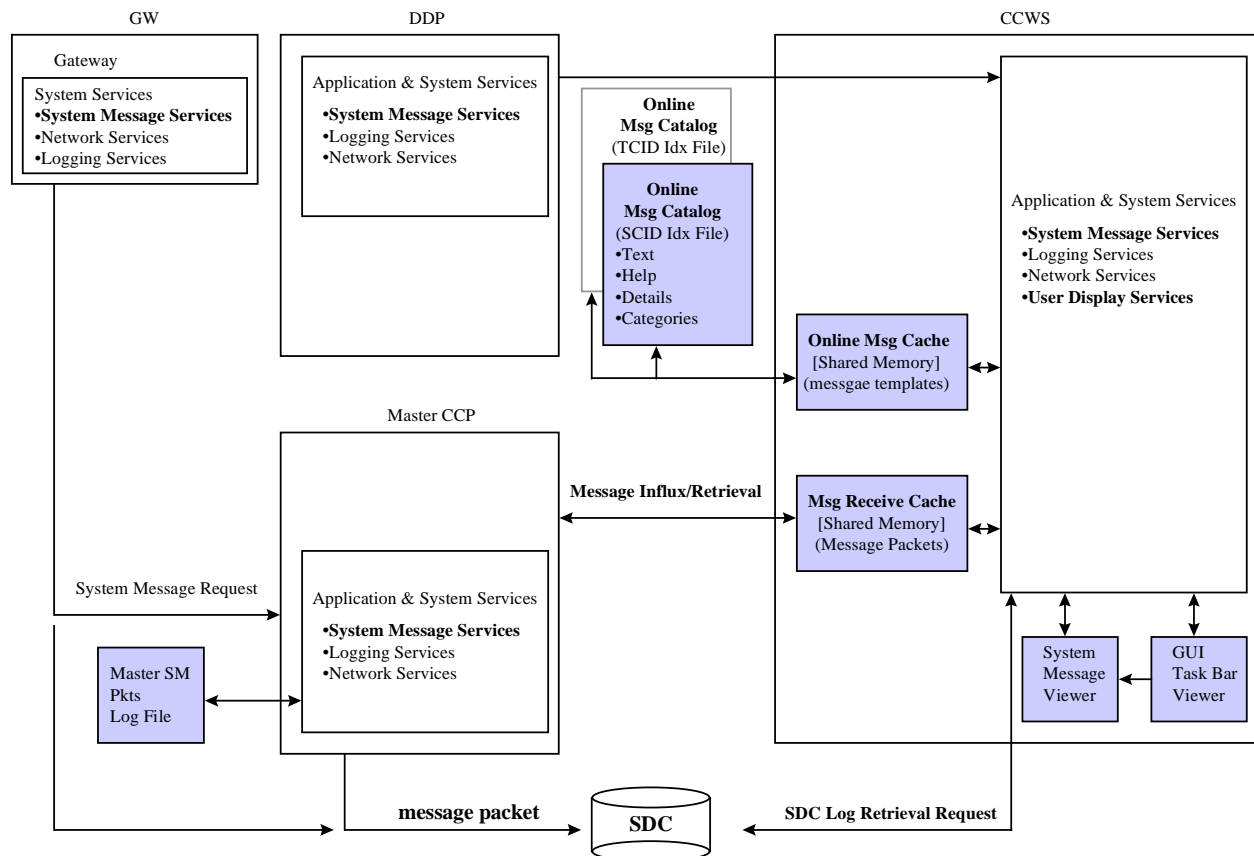 GW
DDP
CCWS
Gateway
System Services
•System Message Services
•Network Services
•Logging Services
Application & System Services
•System Message Services
•Logging Services
•Network Services
Online
Msg Catalog
(TCID Idx File)
Online
Msg Catalog
(SCID Idx File)
•Text
•Help
•Details
•Categories
Application & System Services
•System Message Services
•Logging Services
•Network Services
•User Display Services
Online Msg Cache
[Shared Memory]
(messgae templates)
Master CCP
Message Influx/Retrieval
Msg Receive Cache
[Shared Memory]
(Message Packets)
System Message Request
Application & System Services
•System Message Services
•Logging Services
•Network Services
Master SM
Pkts
Log File
System
Message
Viewer
GUI
Task Bar
Viewer
message packet
SDC
SDC Log Retrieval Request